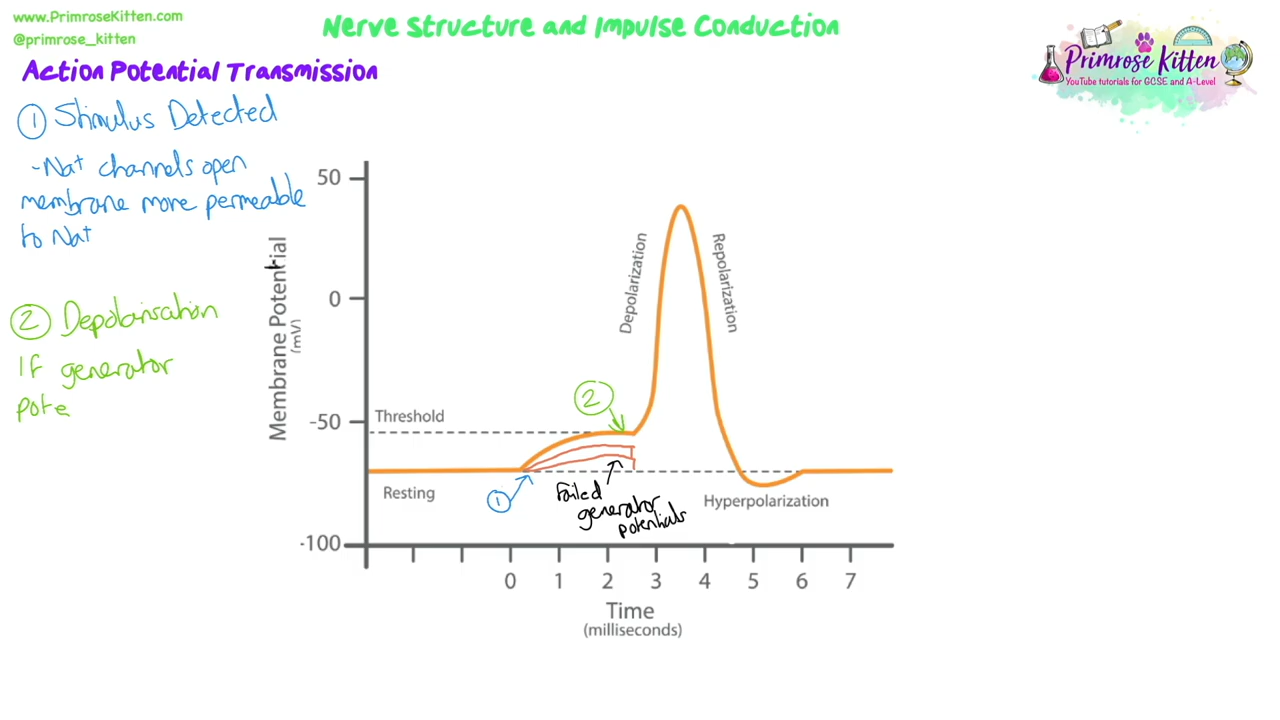 www.PrimroseKitten.com
@primrose_kitten
Nerve Structure and Impulse Conduction
Primrose Kitten
YouTube tutorials for GCSE and A-Level
Action Potential Transmission
1 Stimulus Detected
-Na+ channels open
membrane more permeable
to Na+
2 Depolarisation
If generator
pote
Membrane Potential
(mV)
50
0
-50
-100
Threshold
Resting
Depolarization
Repolarization
Hyperpolarization
2
1
Failed
generator
potentials
0 1 2 3 4 5 6 7
Time
(milliseconds)